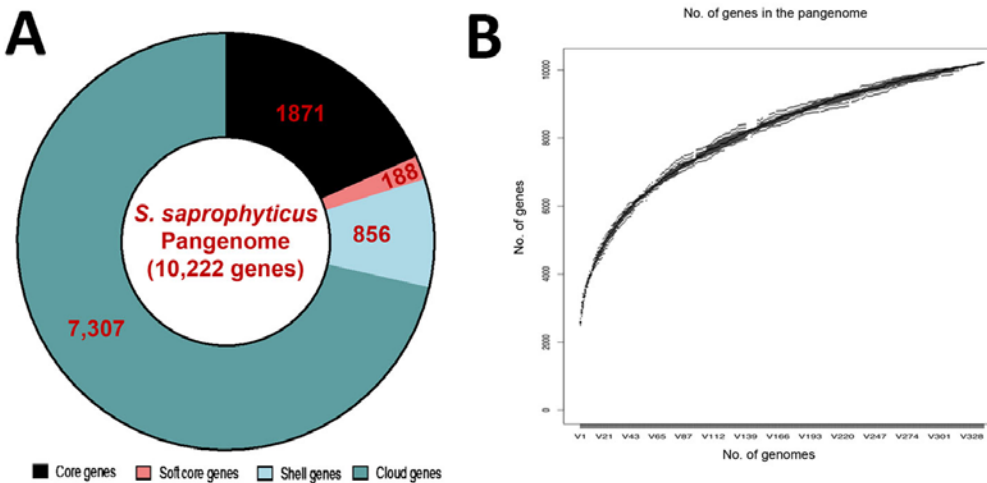 A
1871
188
856
7,307
S. saprophyticus
Pangenome
(10,222 genes)
Core genes
Soft core genes
Shell genes
Cloud genes
B
No. of genes in the pangenome
No. of genes
10000
8000
6000
4000
2000
0
V1 V21 V43 V65 V87 V112 V139 V166 V193 V220 V247 V274 V301 V328
No. of genomes